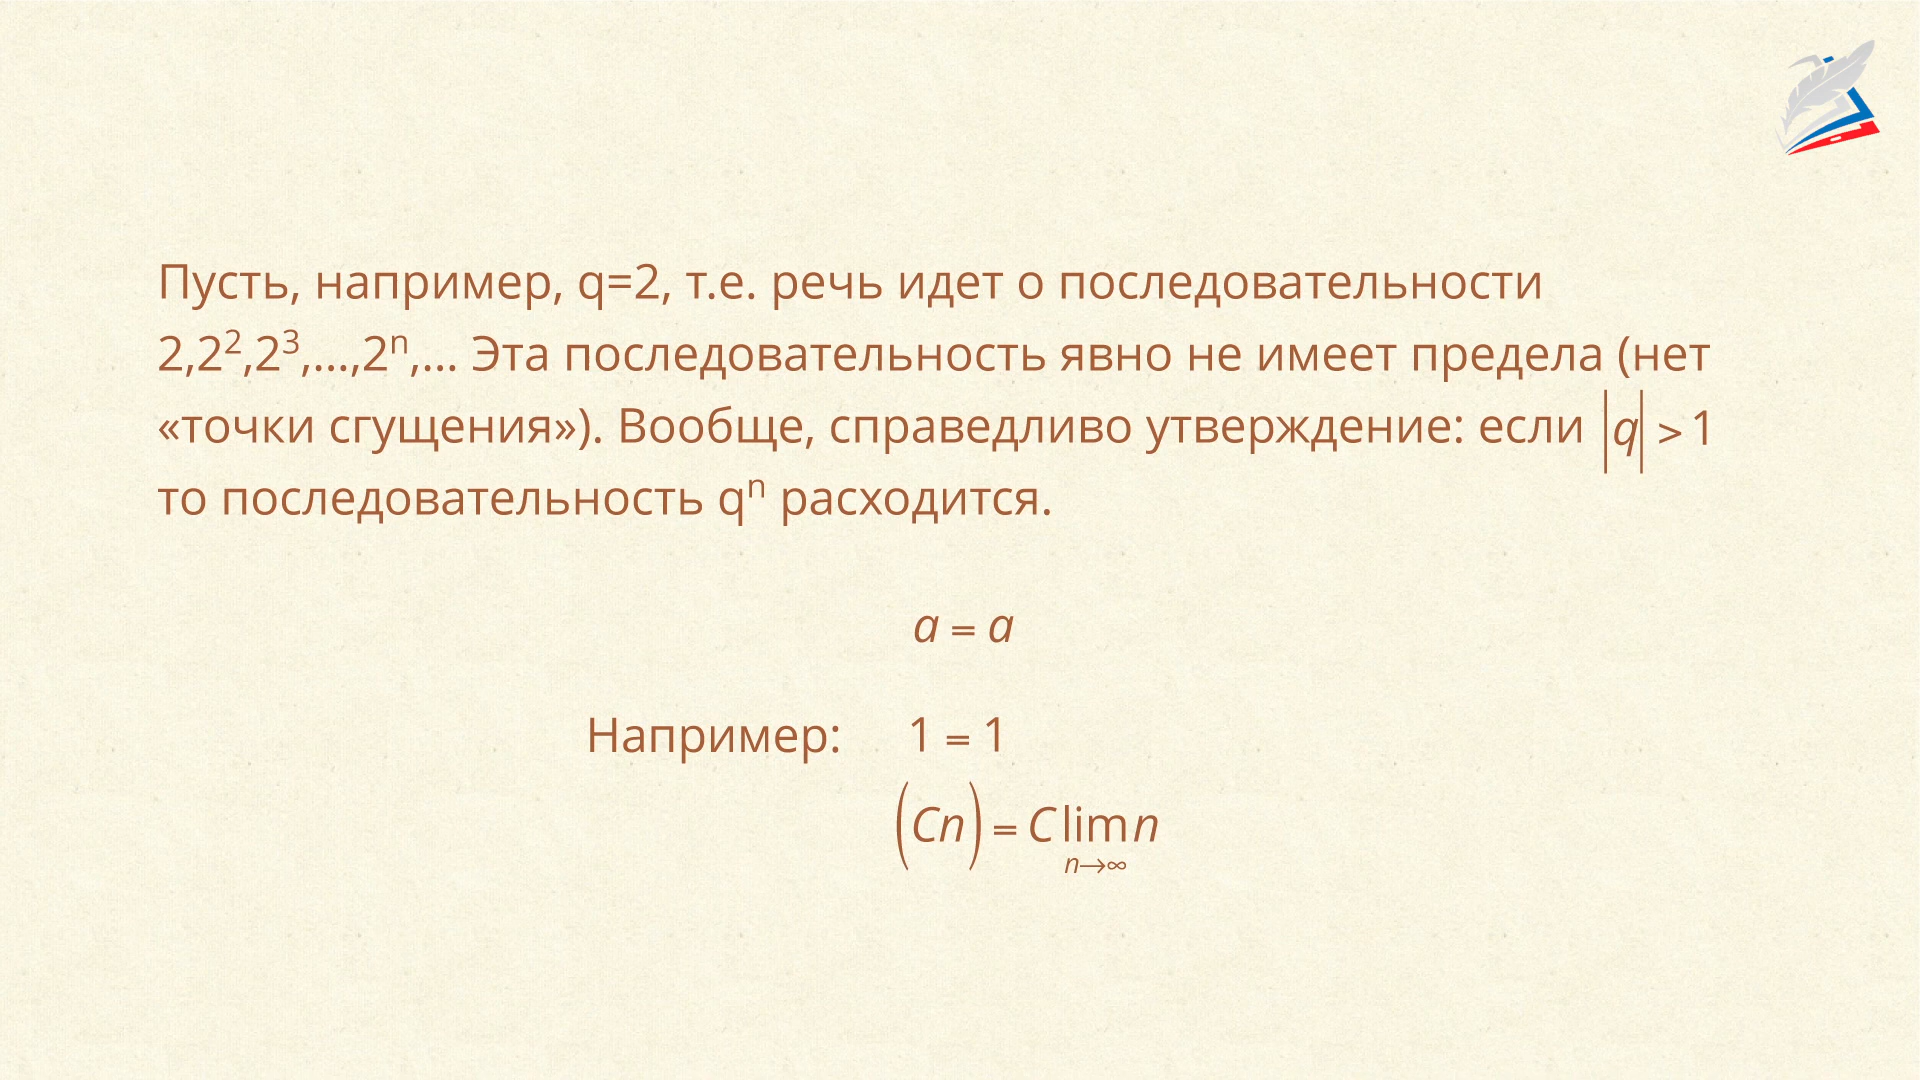 Пусть, например, q=2, т.е. речь идет о последовательности
2,2²,2³,...,2ⁿ,... Эта последовательность явно не имеет предела (нет
«точки сгущения»). Вообще, справедливо утверждение: если |q| > 1
то последовательность qⁿ расходится.
a = a
Например: 1 = 1
(Cn) = C lim n
n→∞